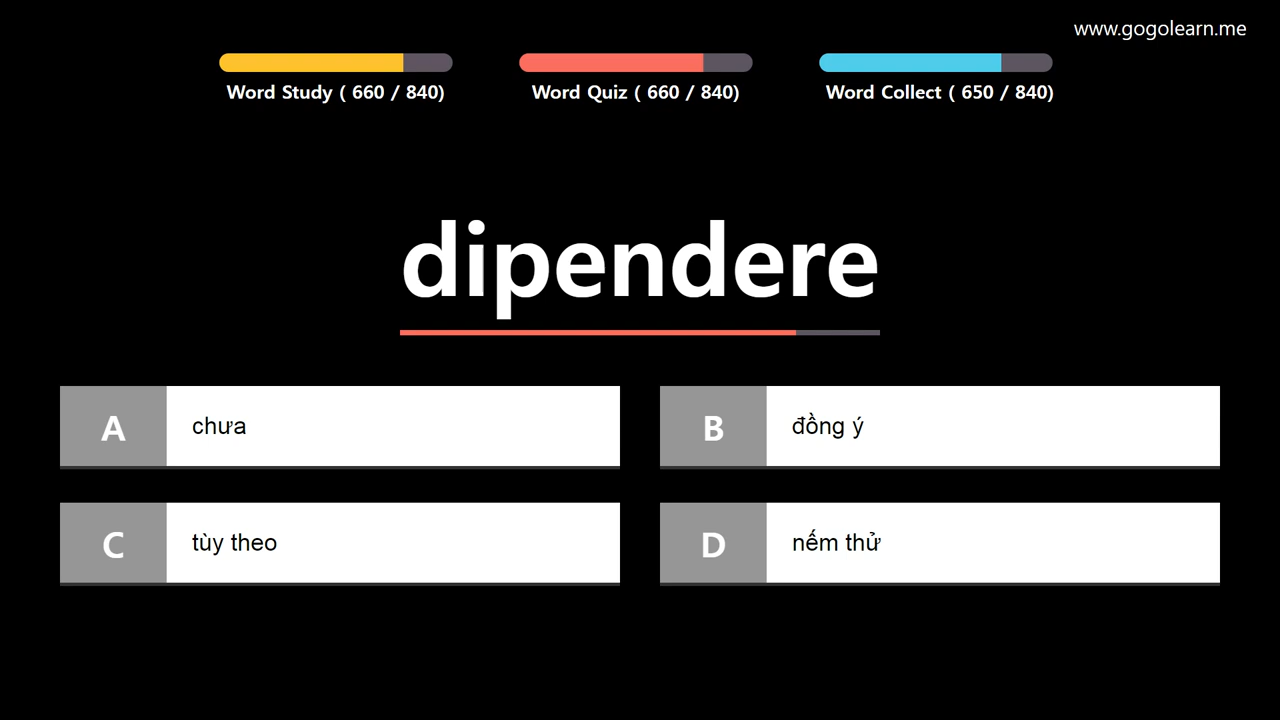 www.gogolearn.me
Word Study ( 660 / 840)
Word Quiz ( 660 / 840)
Word Collect ( 650 / 840)
dipendere
A
chưa
B
đồng ý
C
tùy theo
D
nếm thử